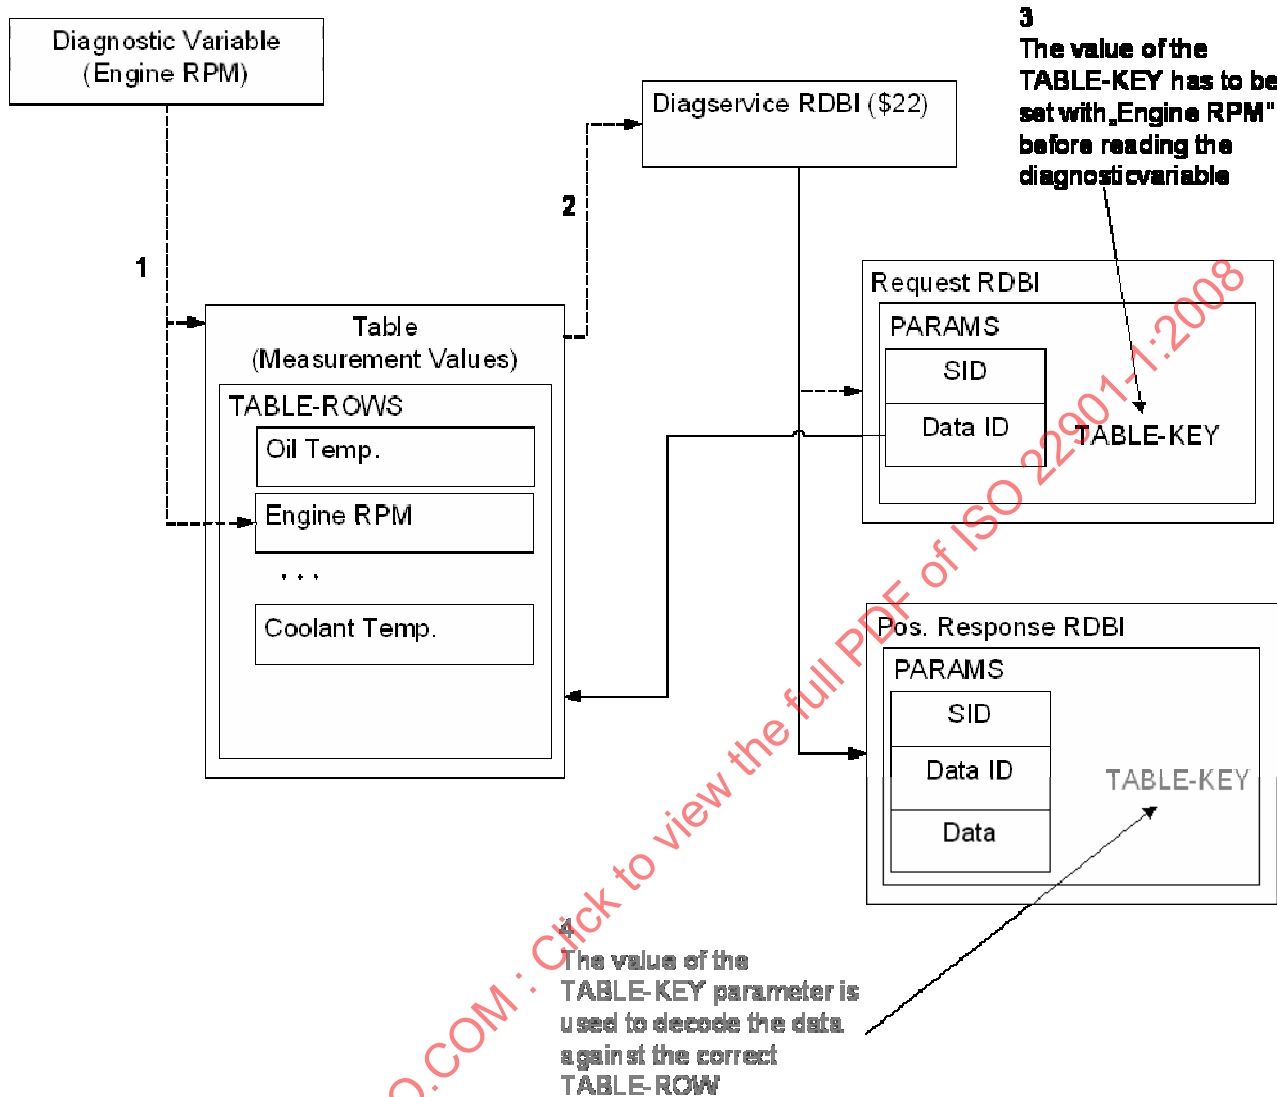 Diagnostic Variable
(Engine RPM)
Diagservice RDBI ($22)
3
The value of the
TABLE-KEY has to be
set with „Engine RPM"
before reading the
diagnosticvariable
1
2
Table
(Measurement Values)
TABLE-ROWS
Oil Temp.
Engine RPM
. . .
Coolant Temp.
Request RDBI
PARAMS
SID
Data ID
TABLE-KEY
Pos. Response RDBI
PARAMS
SID
Data ID
Data
TABLE-KEY
4
The value of the
TABLE-KEY parameter is
used to decode the data
against the correct
TABLE-ROW
O.COM : Click to view the full PDF of ISO 22901-1:2008